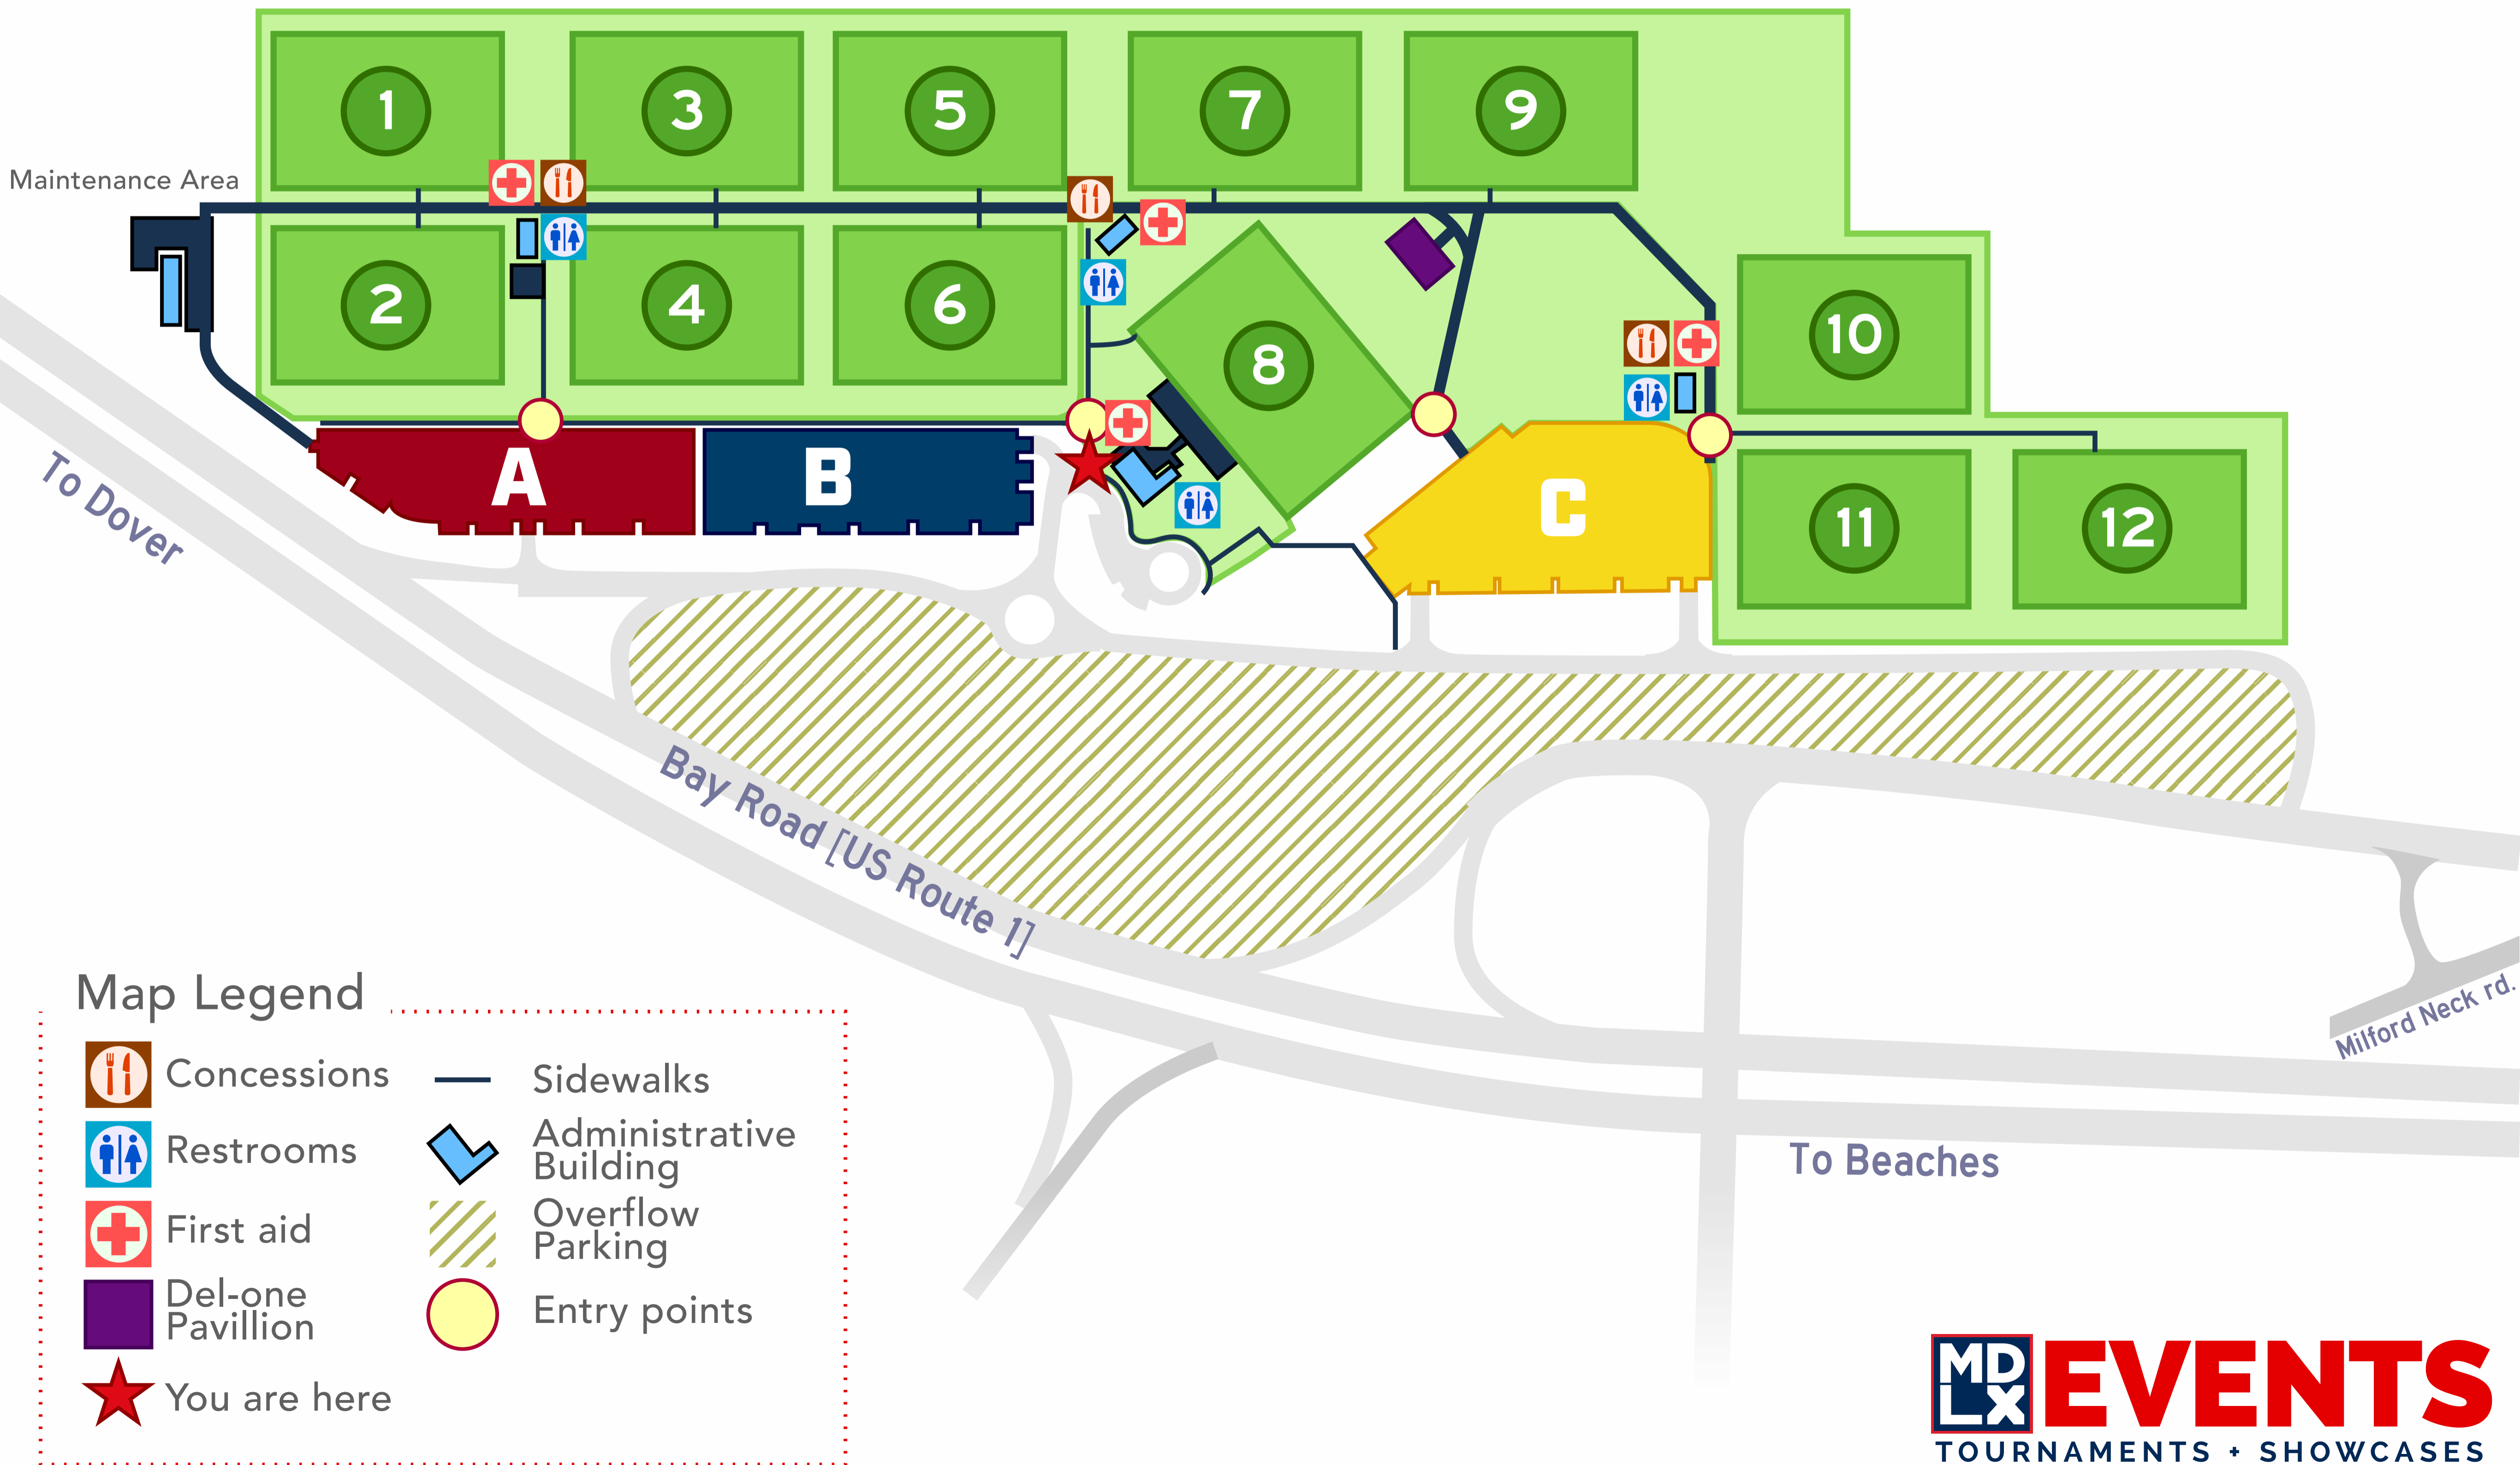 1
3
5
7
9
Maintenance Area
2
4
6
8
10
A
B
C
11
12
To Dover
Bay Road [US Route 1]
Milford Neck rd.
To Beaches
Map Legend
Concessions
Restrooms
First aid
Del-one
Pavillion
You are here
Sidewalks
Administrative
Building
Overflow
Parking
Entry points
MD
LX
EVENTS
TOURNAMENTS + SHOWCASES